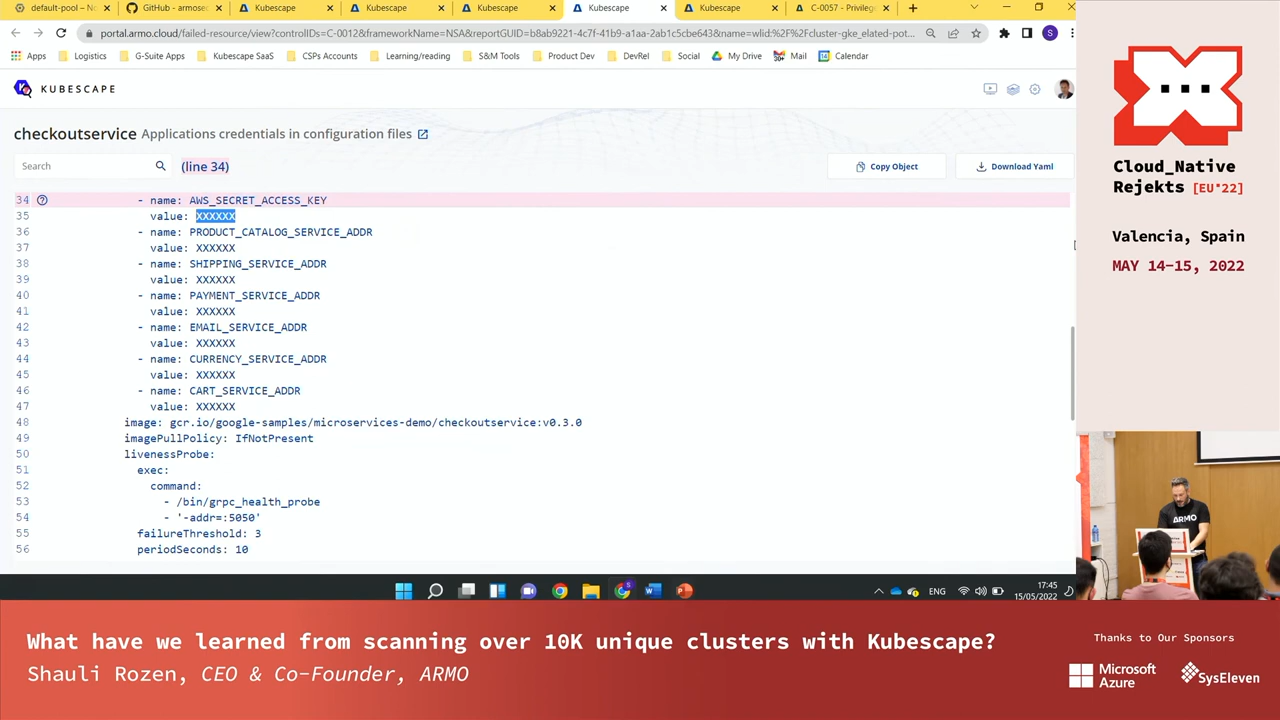 default-pool - No
GitHub - armosec
Kubescape
Kubescape
Kubescape
Kubescape
Kubescape
C-0057 - Privileg
portal.armo.cloud/failed-resource/view?controlIDs=C-0012&frameworkName=NSA&reportGUID=b8ab9221-4c7f-41b9-a1aa-2ab1c5cbe643&name=wlid:%2F%2Fcluster-gke_elated-pot...
S
Apps
Logistics
G-Suite Apps
Kubescape SaaS
CSPs Accounts
Learning/reading
S&M Tools
Product Dev
DevRel
Social
My Drive
Mail
Calendar
KUBESCAPE
checkoutservice Applications credentials in configuration files
Search
(line 34)
Copy Object
Download Yaml
34 - name: AWS_SECRET_ACCESS_KEY
35 value: XXXXXX
36 - name: PRODUCT_CATALOG_SERVICE_ADDR
37 value: XXXXXX
38 - name: SHIPPING_SERVICE_ADDR
39 value: XXXXXX
40 - name: PAYMENT_SERVICE_ADDR
41 value: XXXXXX
42 - name: EMAIL_SERVICE_ADDR
43 value: XXXXXX
44 - name: CURRENCY_SERVICE_ADDR
45 value: XXXXXX
46 - name: CART_SERVICE_ADDR
47 value: XXXXXX
48 image: gcr.io/google-samples/microservices-demo/checkoutservice:v0.3.0
49 imagePullPolicy: IfNotPresent
50 livenessProbe:
51 exec:
52 command:
53 - /bin/grpc_health_probe
54 - '-addr=:5050'
55 failureThreshold: 3
56 periodSeconds: 10
ENG
17:45
15/05/2022
Cloud_Native
Rejekts [EU*22]
Valencia, Spain
MAY 14-15, 2022
ARMO
What have we learned from scanning over 10K unique clusters with Kubescape?
Shauli Rozen, CEO & Co-Founder, ARMO
Thanks to Our Sponsors
Microsoft
Azure
SysEleven